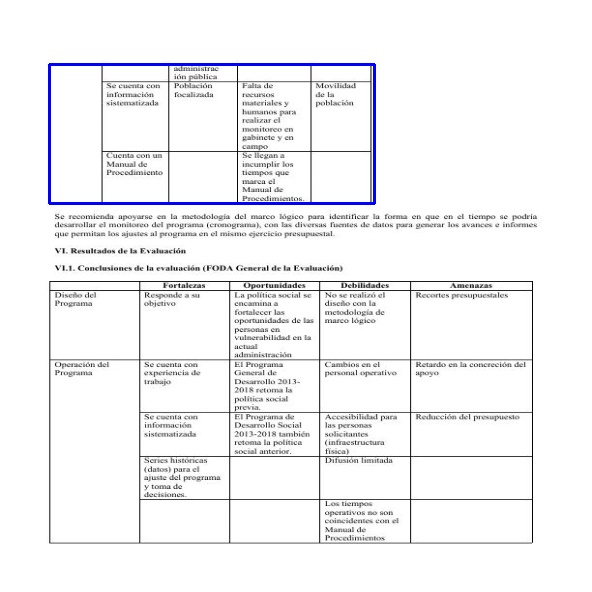 administrac
ión pública
Se cuenta con
información
sistematizada
Población
focalizada
Falta de
recursos
materiales y
humanos para
realizar el
monitoreo en
gabinete y en
campo
Movilidad
de la
población
Cuenta con un
Manual de
Procedimiento
Se llegan a
incumplir los
tiempos que
marca el
Manual de
Procedimientos.
Se recomienda apoyarse en la metodología del marco lógico para identificar la forma en que en el tiempo se podría
desarrollar el monitoreo del programa (cronograma), con las diversas fuentes de datos para generar los avances e informes
que permitan los ajustes al programa en el mismo ejercicio presupuestal.
VI. Resultados de la Evaluación
VI.1. Conclusiones de la evaluación (FODA General de la Evaluación)
Fortalezas Oportunidades Debilidades Amenazas
Diseño del
Programa
Responde a su
objetivo
La política social se
encamina a
fortalecer las
oportunidades de las
personas en
vulnerabilidad en la
actual
administración
No se realizó el
diseño con la
metodología de
marco lógico
Recortes presupuestales
Operación del
Programa
Se cuenta con
experiencia de
trabajo
El Programa
General de
Desarrollo 2013-
2018 retoma la
política social
previa.
Cambios en el
personal operativo
Retardo en la concreción del
apoyo
Se cuenta con
información
sistematizada
El Programa de
Desarrollo Social
2013-2018 también
retoma la política
social anterior.
Accesibilidad para
las personas
solicitantes
(infraestructura
física)
Reducción del presupuesto
Series históricas
(datos) para el
ajuste del programa
y toma de
decisiones.
Difusión limitada
Los tiempos
operativos no son
coincidentes con el
Manual de
Procedimientos